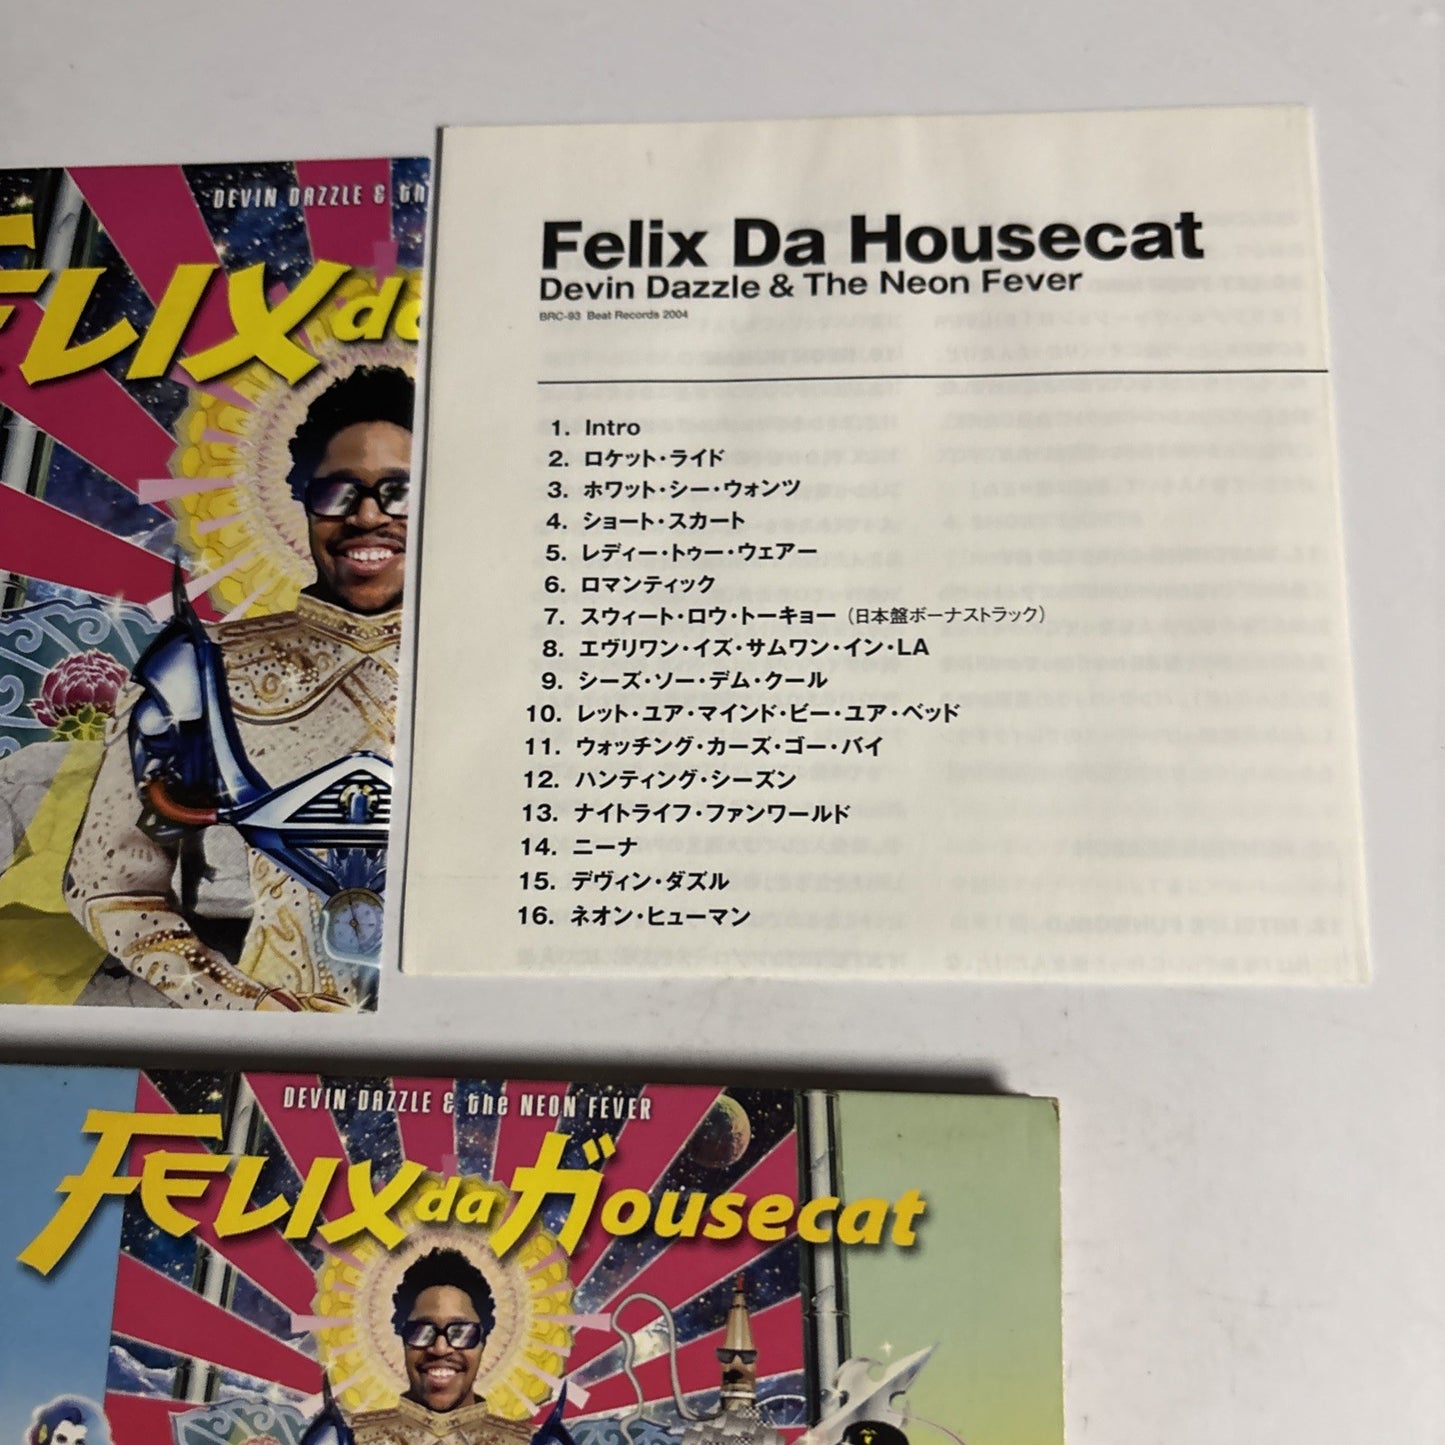 DEVIN DAZZLE & th
FELIX da
Felix Da Housecat
Devin Dazzle & The Neon Fever
BRC-93 Beat Records 2004
1. Intro
2. ロケット・ライド
3. ホワット・シー・ウォンツ
4. ショート・スカート
5. レディー・トゥー・ウェアー
6. ロマンティック
7. スウィート・ロウ・トーキョー（日本盤ボーナストラック）
8. エヴリワン・イズ・サムワン・イン・LA
9. シーズ・ソー・デム・クール
10. レット・ユア・マインド・ビー・ユア・ベッド
11. ウォッチング・カーズ・ゴー・バイ
12. ハンティング・シーズン
13. ナイトライフ・ファンワールド
14. ニーナ
15. デヴィン・ダズル
16. ネオン・ヒューマン
DEVIN DAZZLE & the NEON FEVER
FELIX da Housecat